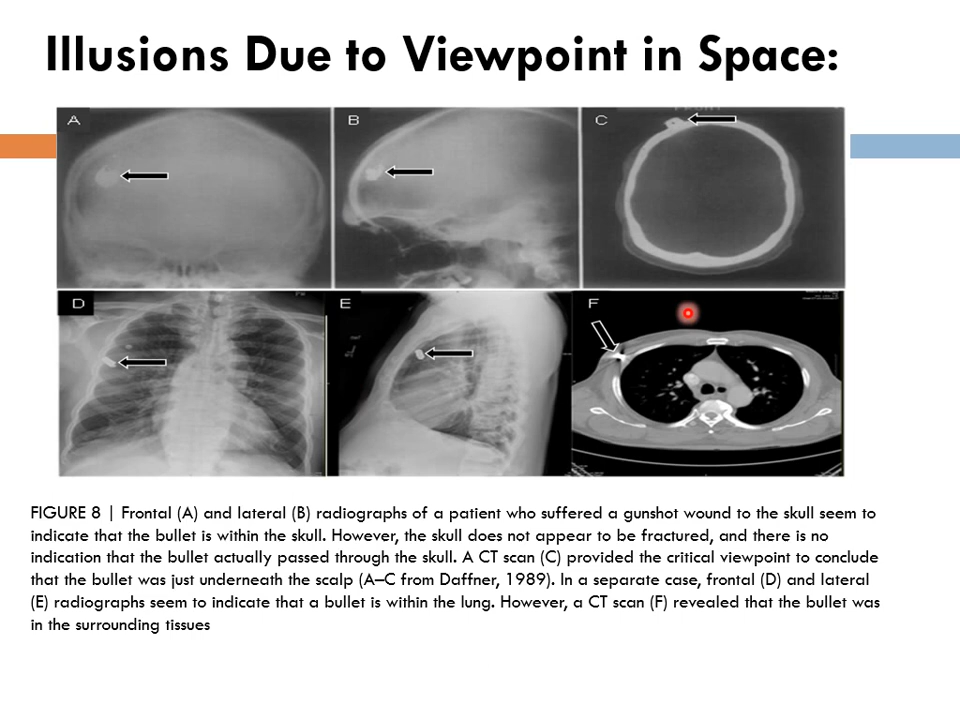 Illusions Due to Viewpoint in Space:
A
B
C
D
E
F
FIGURE 8 | Frontal (A) and lateral (B) radiographs of a patient who suffered a gunshot wound to the skull seem to
indicate that the bullet is within the skull. However, the skull does not appear to be fractured, and there is no
indication that the bullet actually passed through the skull. A CT scan (C) provided the critical viewpoint to conclude
that the bullet was just underneath the scalp (A–C from Daffner, 1989). In a separate case, frontal (D) and lateral
(E) radiographs seem to indicate that a bullet is within the lung. However, a CT scan (F) revealed that the bullet was
in the surrounding tissues